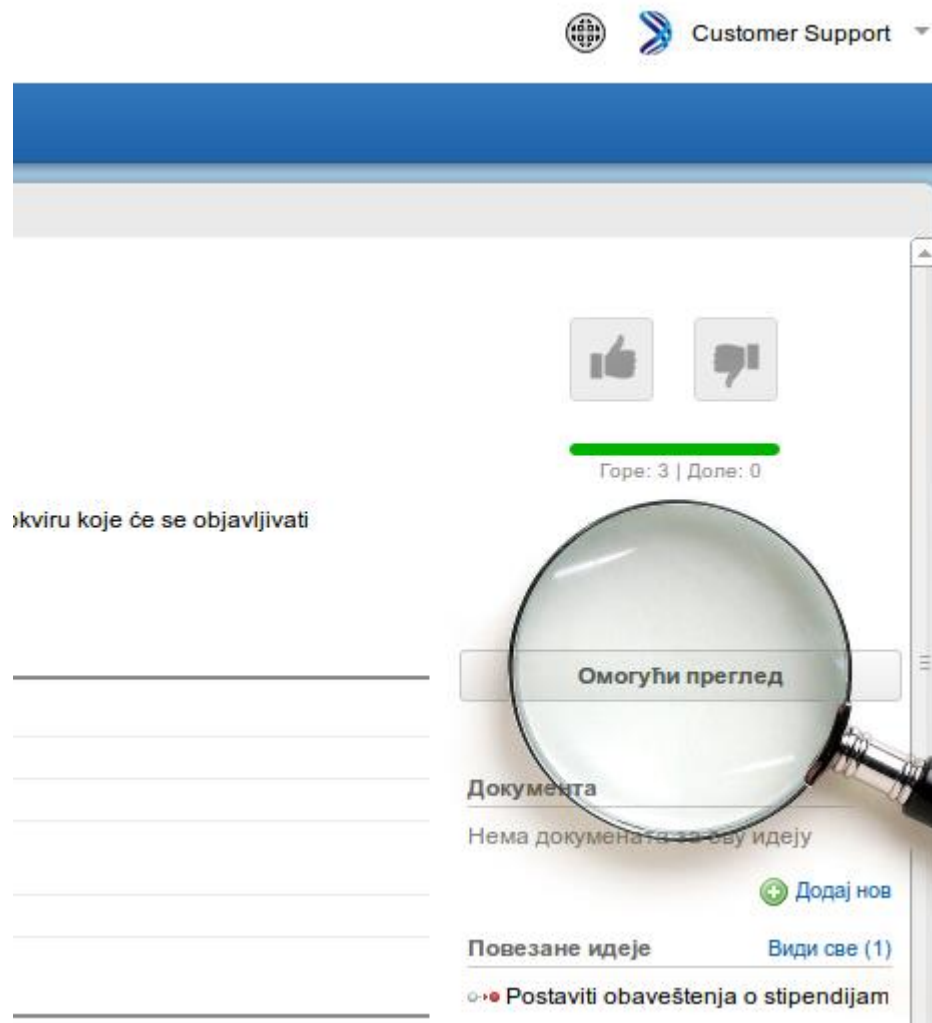 Customer Support
Горе: 3 | Доле: 0
okviru koje će se objavljivati
Омогући преглед
Документа
Нема докумената за ову идеју
Додај нов
Повезане идеје
Види све (1)
Postaviti obaveštenja o stipendijam